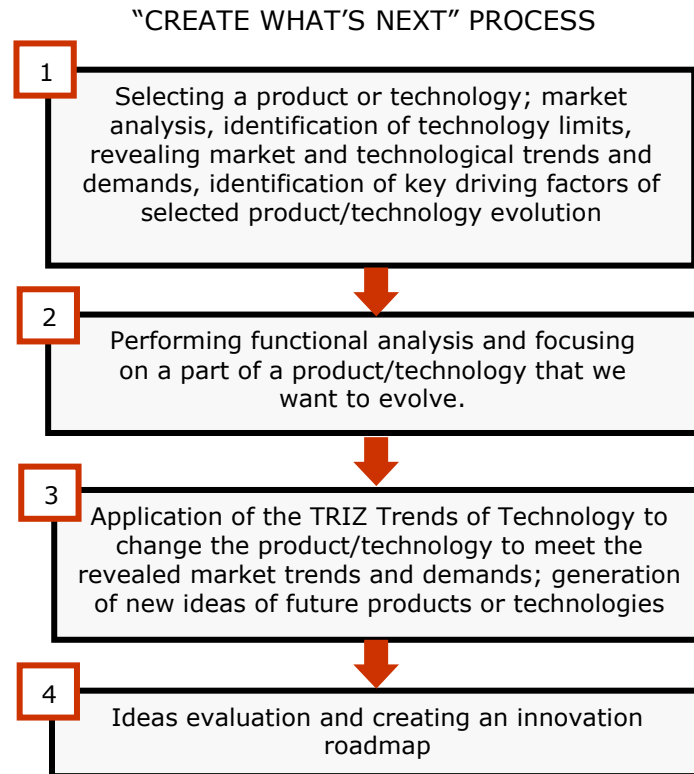 “CREATE WHAT’S NEXT” PROCESS
1
Selecting a product or technology; market
analysis, identification of technology limits,
revealing market and technological trends and
demands, identification of key driving factors of
selected product/technology evolution
2
Performing functional analysis and focusing
on a part of a product/technology that we
want to evolve.
3
Application of the TRIZ Trends of Technology to
change the product/technology to meet the
revealed market trends and demands; generation
of new ideas of future products or technologies
4
Ideas evaluation and creating an innovation
roadmap